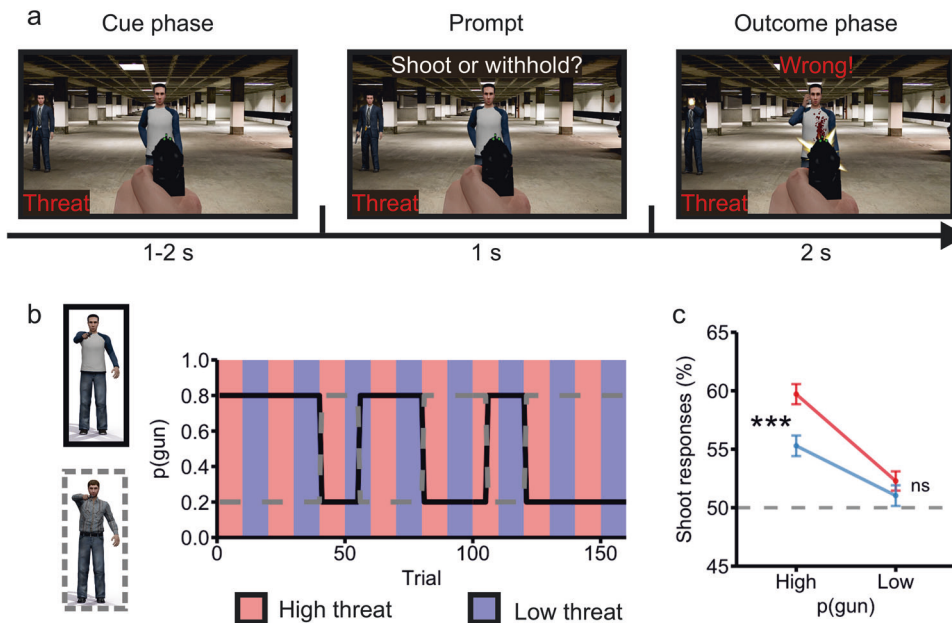 a
Cue phase
Prompt
Outcome phase
Shoot or withhold?
Wrong!
Threat
Threat
Threat
1-2 s
1 s
2 s
b
p(gun)
1.0
0.8
0.6
0.4
0.2
0.0
0
50
100
150
Trial
High threat
Low threat
c
Shoot responses (%)
65
60
55
50
45
***
ns
High
Low
p(gun)